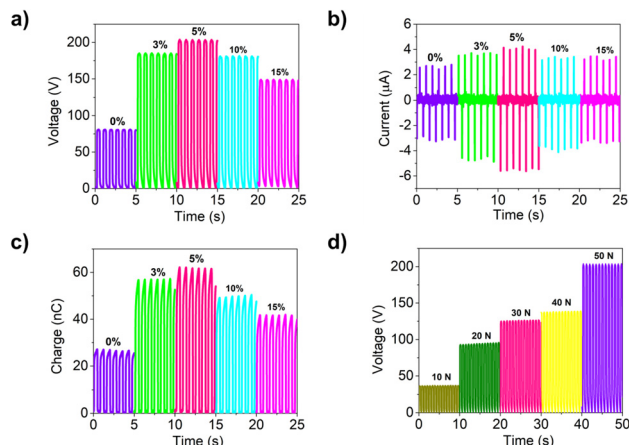 a)
200
150
100
50
0
Voltage (V)
0%
3%
5%
10%
15%
0 5 10 15 20 25
Time (s)
b)
6
4
2
0
-2
-4
-6
Current (μA)
0%
3%
5%
10%
15%
0 5 10 15 20 25
Time (s)
c)
60
40
20
0
Charge (nC)
0%
3%
5%
10%
15%
0 5 10 15 20 25
Time (s)
d)
200
150
100
50
0
Voltage (V)
10 N
20 N
30 N
40 N
50 N
0 10 20 30 40 50
Time (s)